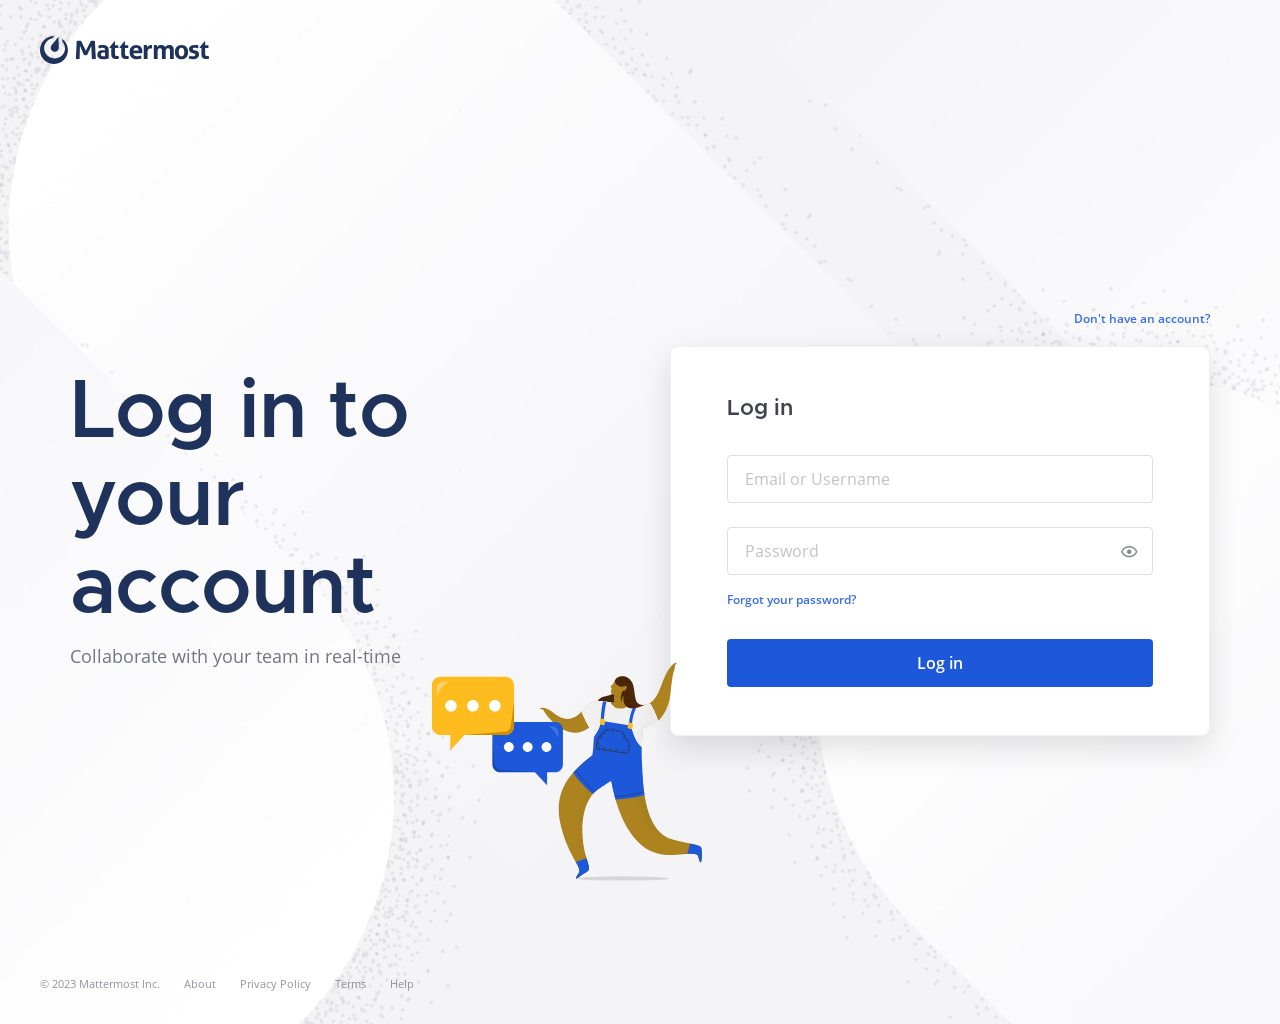 Mattermost
Don't have an account?
Log in to
your
account
Collaborate with your team in real-time
Log in
Email or Username
Password
Forgot your password?
Log in
© 2023 Mattermost Inc. About Privacy Policy Terms Help